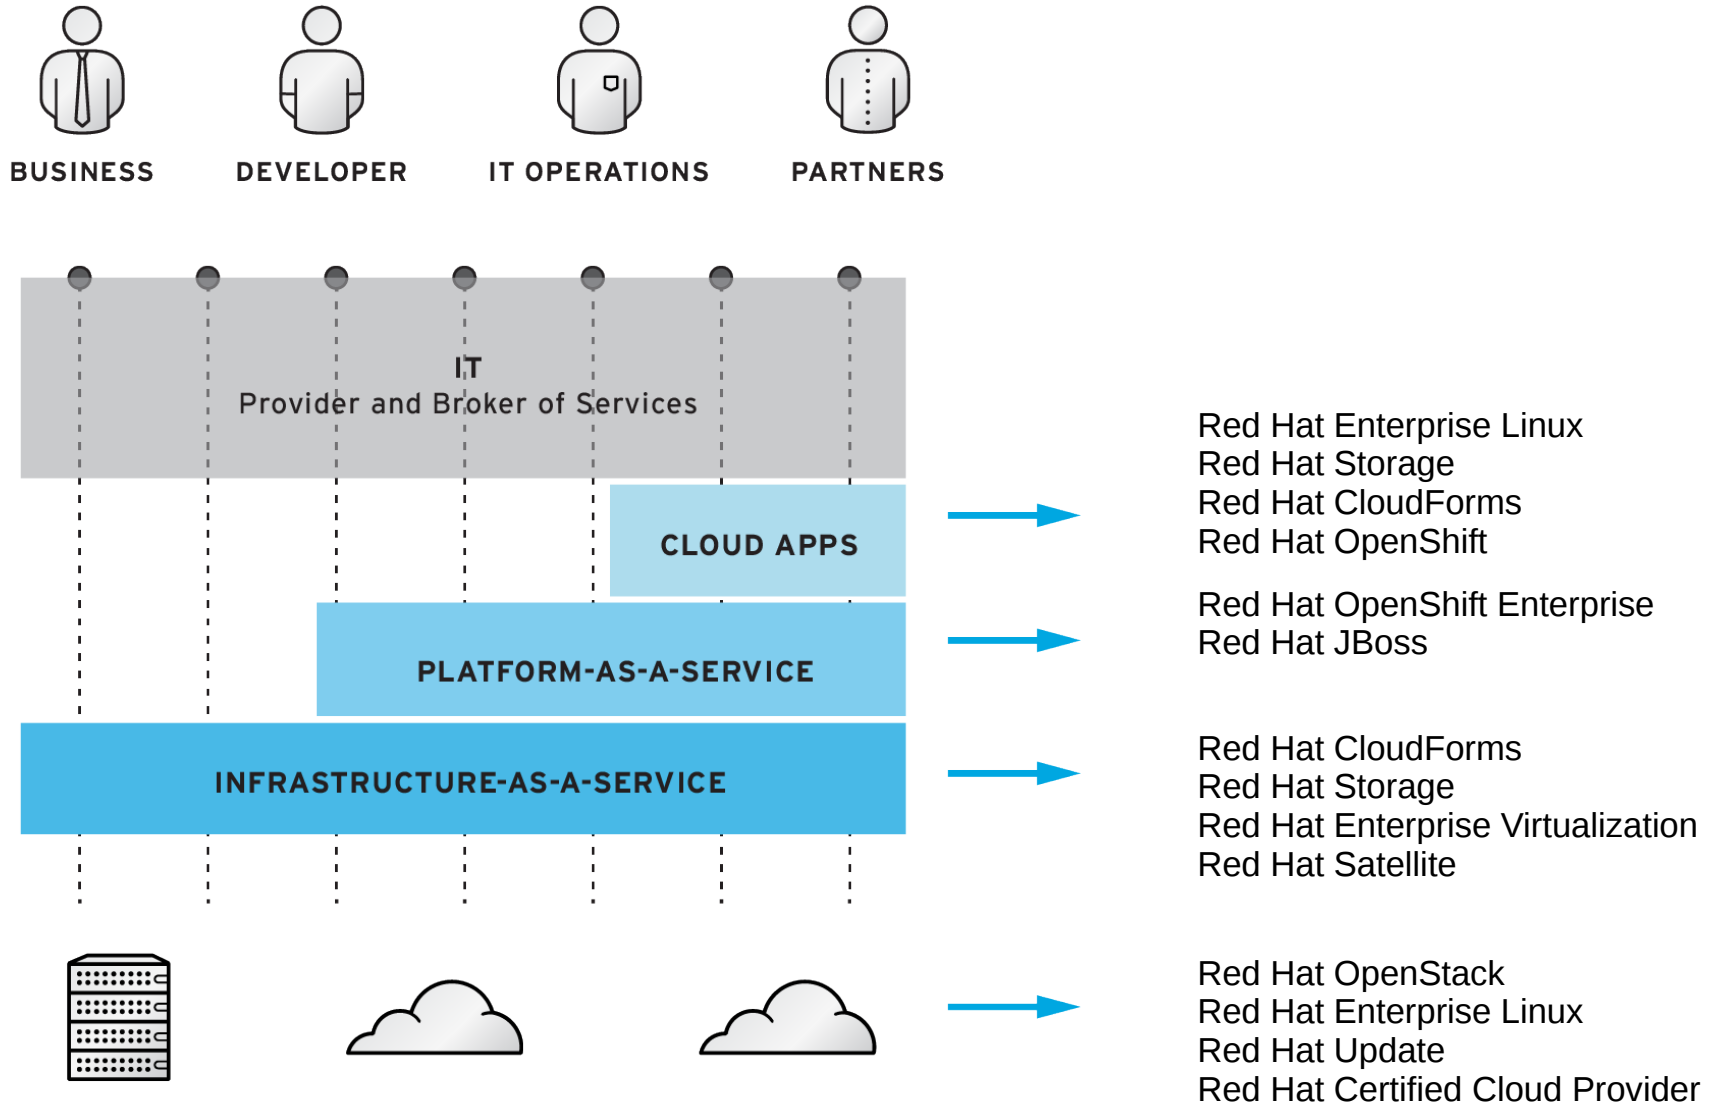 BUSINESS
DEVELOPER
IT OPERATIONS
PARTNERS
IT
Provider and Broker of Services
CLOUD APPS
PLATFORM-AS-A-SERVICE
INFRASTRUCTURE-AS-A-SERVICE
Red Hat Enterprise Linux
Red Hat Storage
Red Hat CloudForms
Red Hat OpenShift
Red Hat OpenShift Enterprise
Red Hat JBoss
Red Hat CloudForms
Red Hat Storage
Red Hat Enterprise Virtualization
Red Hat Satellite
Red Hat OpenStack
Red Hat Enterprise Linux
Red Hat Update
Red Hat Certified Cloud Provider